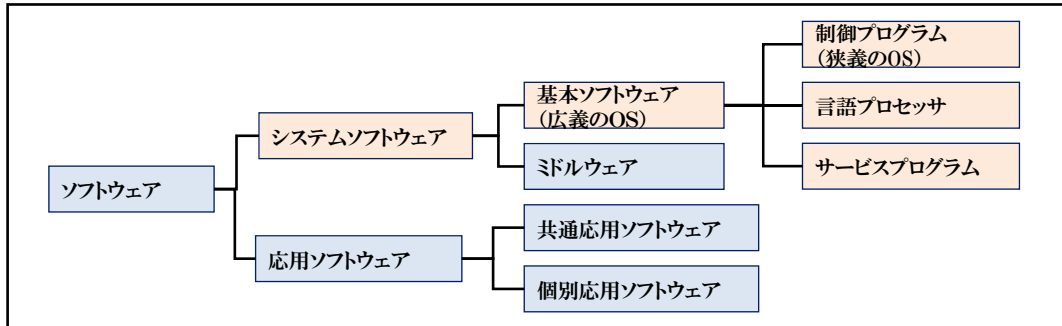 ソフトウェア
システムソフトウェア
応用ソフトウェア
基本ソフトウェア
(広義のOS)
ミドルウェア
共通応用ソフトウェア
個別応用ソフトウェア
制御プログラム
(狭義のOS)
言語プロセッサ
サービスプログラム